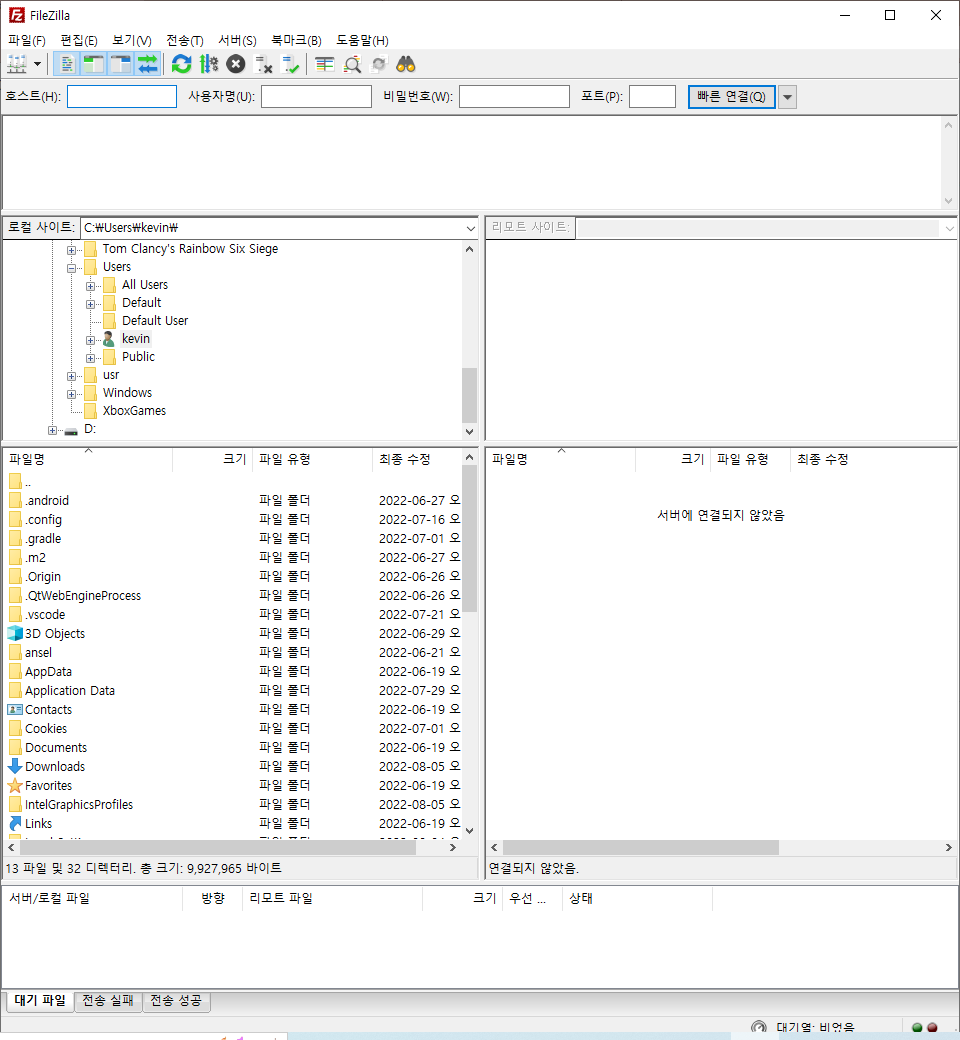 FileZilla
파일(F) 편집(E) 보기(V) 전송(T) 서버(S) 북마크(B) 도움말(H)
호스트(H): 사용자명(U): 비밀번호(W): 포트(P): 빠른 연결(Q)
로컬 사이트: C:₩Users₩kevin₩
리모트 사이트:
Tom Clancy's Rainbow Six Siege
Users
All Users
Default
Default User
kevin
Public
usr
Windows
XboxGames
D:
파일명 크기 파일 유형 최종 수정
..
.android 파일 폴더 2022-06-27 오
.config 파일 폴더 2022-07-16 오
.gradle 파일 폴더 2022-07-01 오
.m2 파일 폴더 2022-06-27 오
.Origin 파일 폴더 2022-06-26 오
.QtWebEngineProcess 파일 폴더 2022-06-26 오
.vscode 파일 폴더 2022-07-21 오
3D Objects 파일 폴더 2022-06-29 오
ansel 파일 폴더 2022-06-21 오
AppData 파일 폴더 2022-06-19 오
Application Data 파일 폴더 2022-07-29 오
Contacts 파일 폴더 2022-06-19 오
Cookies 파일 폴더 2022-07-01 오
Documents 파일 폴더 2022-06-19 오
Downloads 파일 폴더 2022-08-05 오
Favorites 파일 폴더 2022-06-19 오
IntelGraphicsProfiles 파일 폴더 2022-08-05 오
Links 파일 폴더 2022-06-19 오
13 파일 및 32 디렉터리. 총 크기: 9,927,965 바이트
파일명 크기 파일 유형 최종 수정
서버에 연결되지 않았음
연결되지 않았음.
서버/로컬 파일 방향 리모트 파일 크기 우선 ... 상태
대기 파일 전송 실패 전송 성공
대기열: 비었음